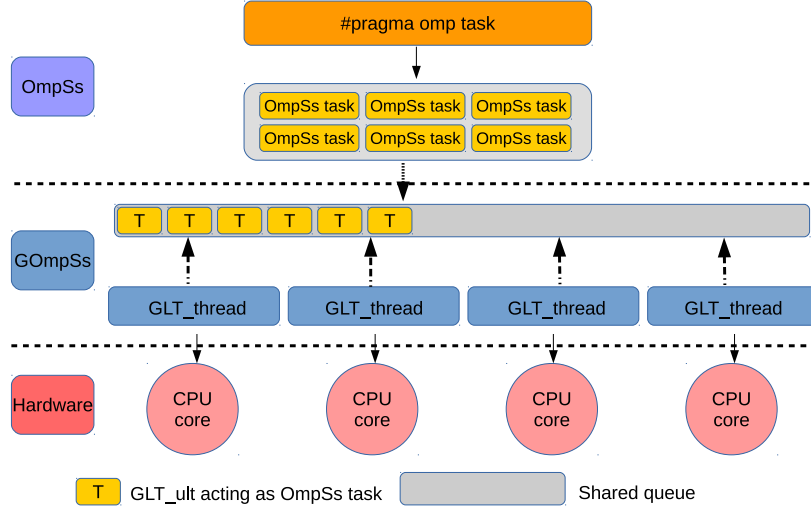 #pragma omp task
OmpSs
OmpSs task OmpSs task OmpSs task
OmpSs task OmpSs task OmpSs task
T T T T T T
GOmpSs
GLT_thread GLT_thread GLT_thread GLT_thread
Hardware
CPU core
CPU core
CPU core
CPU core
T GLT_ult acting as OmpSs task
Shared queue